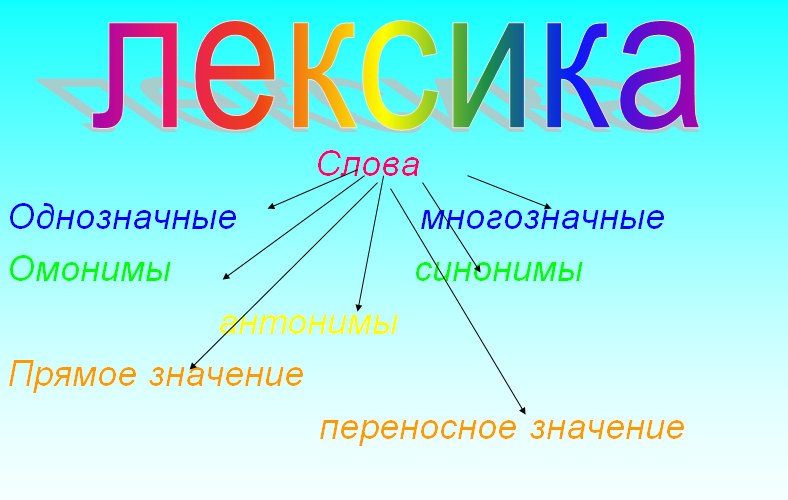 лексика
Слова
Однозначные многозначные
Омонимы синонимы
антонимы
Прямое значение
переносное значение